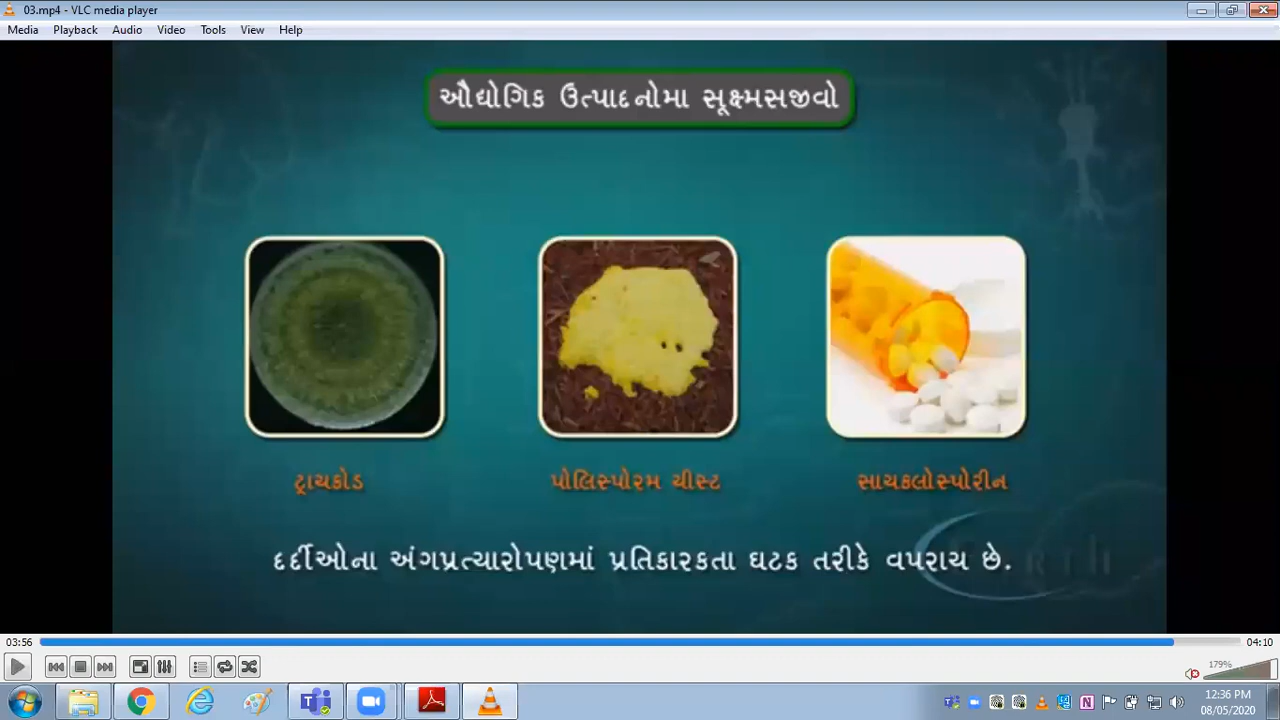 03.mp4 - VLC media player
Media Playback Audio Video Tools View Help
ઔદ્યોગિક ઉત્પાદનોમા સૂક્ષ્મસજીવો
ટ્રાયકોડ પોલિસ્પોરમ યીસ્ટ સાયક્લોસ્પોરીન
દર્દીઓના અંગપ્રત્યારોપણમાં પ્રતિકારકતા ઘટક તરીકે વપરાય છે.
03:56 04:10
179%
12:36 PM
08/05/2020